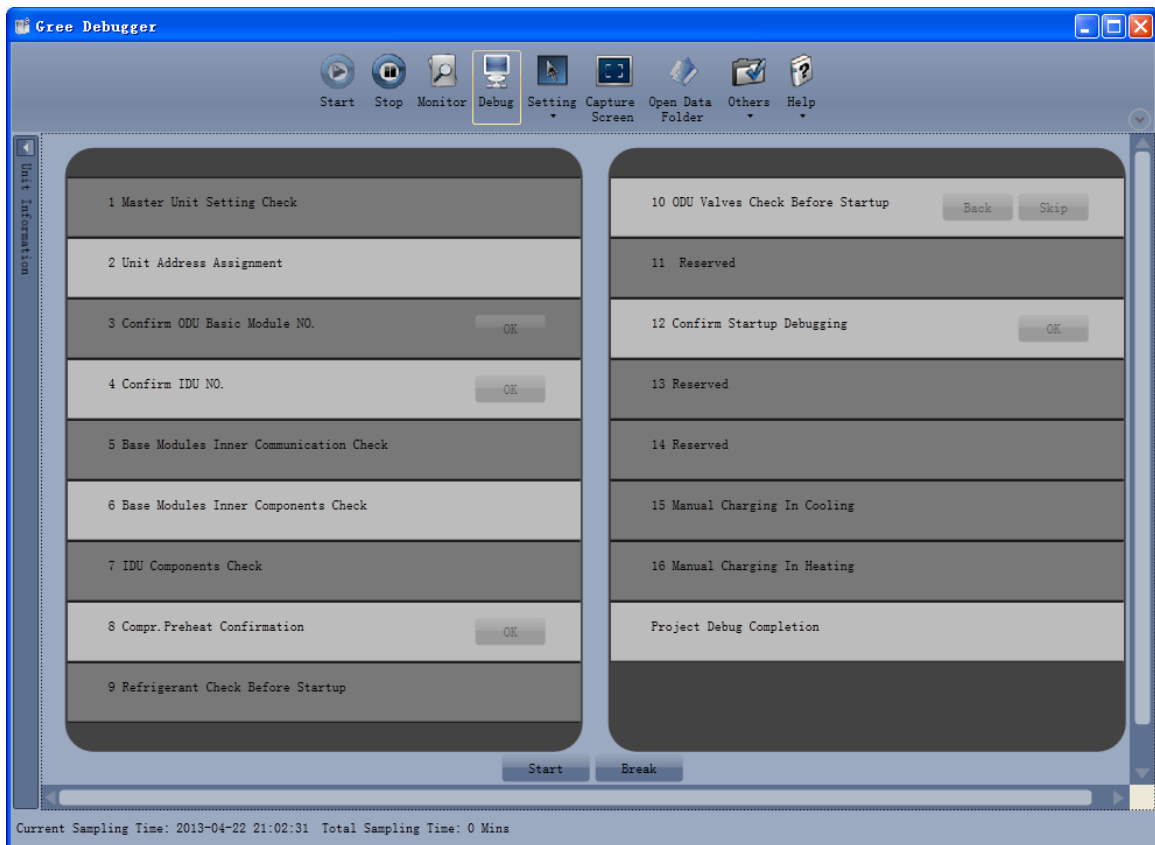 Gree Debugger
Start Stop Monitor Debug Setting Capture Screen Open Data Folder Others Help
Unit Information
1 Master Unit Setting Check
2 Unit Address Assignment
3 Confirm ODU Basic Module NO. OK
4 Confirm IDU NO. OK
5 Base Modules Inner Communication Check
6 Base Modules Inner Components Check
7 IDU Components Check
8 Compr.Preheat Confirmation OK
9 Refrigerant Check Before Startup
10 ODU Valves Check Before Startup Back Skip
11 Reserved
12 Confirm Startup Debugging OK
13 Reserved
14 Reserved
15 Manual Charging In Cooling
16 Manual Charging In Heating
Project Debug Completion
Start Break
Current Sampling Time: 2013-04-22 21:02:31 Total Sampling Time: 0 Mins